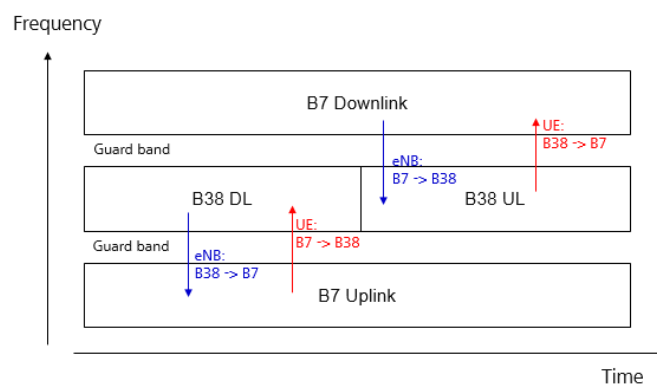 Frequency
B7 Downlink
UE:
B38 -> B7
Guard band
eNB:
B7 -> B38
B38 DL
B38 UL
UE:
B7 -> B38
Guard band
eNB:
B38 -> B7
B7 Uplink
Time